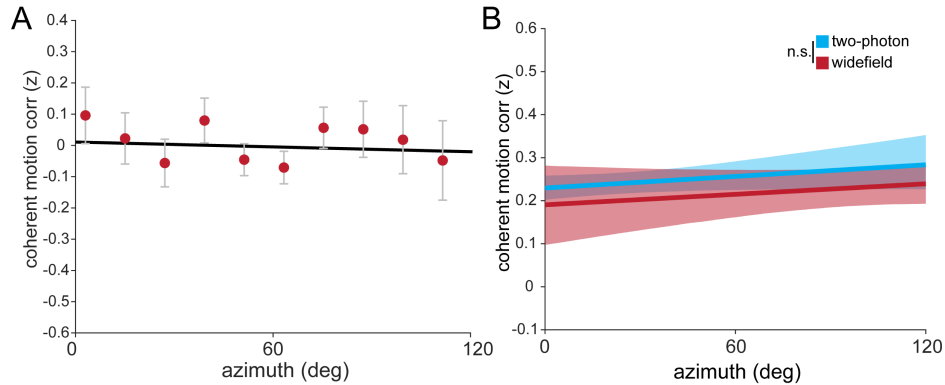 A
0.4
0.3
0.2
0.1
0
-0.1
-0.2
-0.3
-0.4
-0.5
-0.6
coherent motion corr (z)
0
60
120
azimuth (deg)
B
0.6
0.5
0.4
0.3
0.2
0.1
0
-0.1
coherent motion corr (z)
0
60
120
azimuth (deg)
n.s.
two-photon
widefield